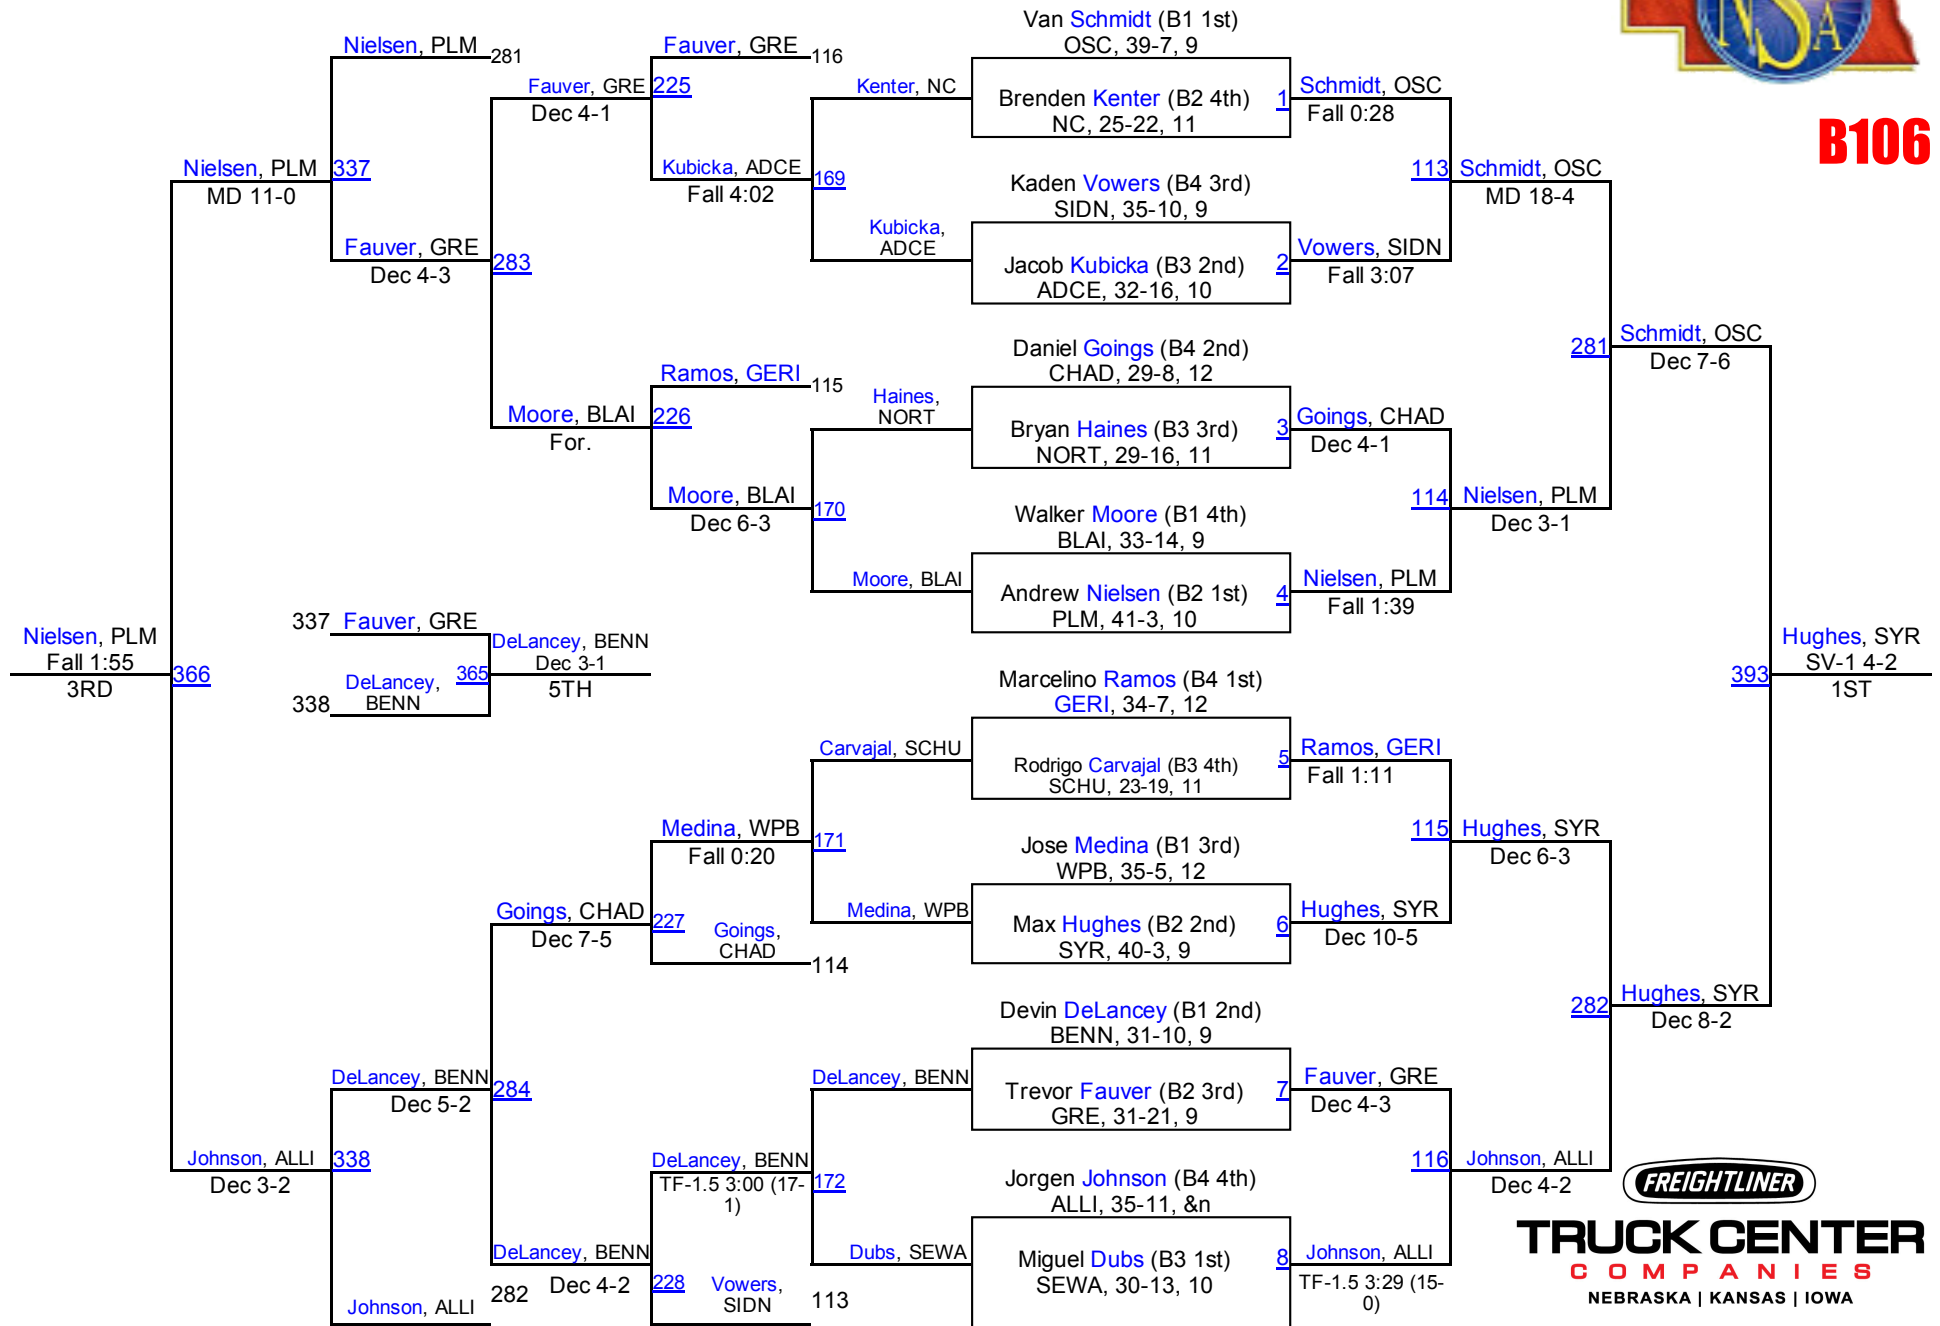 NSA
B106
Van Schmidt (B1 1st)
OSC, 39-7, 9
Brenden Kenter (B2 4th)
NC, 25-22, 11
1
Kaden Vowers (B4 3rd)
SIDN, 35-10, 9
Jacob Kubicka (B3 2nd)
ADCE, 32-16, 10
2
Daniel Goings (B4 2nd)
CHAD, 29-8, 12
Bryan Haines (B3 3rd)
NORT, 29-16, 11
3
Walker Moore (B1 4th)
BLAI, 33-14, 9
Andrew Nielsen (B2 1st)
PLM, 41-3, 10
4
Marcelino Ramos (B4 1st)
GERI, 34-7, 12
Rodrigo Carvajal (B3 4th)
SCHU, 23-19, 11
5
Jose Medina (B1 3rd)
WPB, 35-5, 12
Max Hughes (B2 2nd)
SYR, 40-3, 9
6
Devin DeLancey (B1 2nd)
BENN, 31-10, 9
Trevor Fauver (B2 3rd)
GRE, 31-21, 9
7
Jorgen Johnson (B4 4th)
ALLI, 35-11, &n
Miguel Dubs (B3 1st)
SEWA, 30-13, 10
8
Schmidt, OSC
Fall 0:28
Vowers, SIDN
Fall 3:07
Goings, CHAD
Dec 4-1
Nielsen, PLM
Fall 1:39
Ramos, GERI
Fall 1:11
Hughes, SYR
Dec 10-5
Fauver, GRE
Dec 4-3
Johnson, ALLI
TF-1.5 3:29 (15-
0)
113
Schmidt, OSC
MD 18-4
114
Nielsen, PLM
Dec 3-1
115
Hughes, SYR
Dec 6-3
116
Johnson, ALLI
Dec 4-2
281
Schmidt, OSC
Dec 7-6
282
Hughes, SYR
Dec 8-2
393
Hughes, SYR
SV-1 4-2
1ST
Kenter, NC
Kubicka,
ADCE
Haines,
NORT
Moore, BLAI
Carvajal, SCHU
Medina, WPB
DeLancey, BENN
Dubs, SEWA
Fauver, GRE
116
Kubicka, ADCE
Fall 4:02
169
Ramos, GERI
115
Moore, BLAI
Dec 6-3
170
Medina, WPB
Fall 0:20
171
Goings,
CHAD
114
DeLancey, BENN
TF-1.5 3:00 (17-
1)
172
Vowers,
SIDN
113
Fauver, GRE
Dec 4-1
225
Moore, BLAI
For.
226
Goings, CHAD
Dec 7-5
227
DeLancey, BENN
Dec 4-2
228
Nielsen, PLM
281
Fauver, GRE
Dec 4-3
283
DeLancey, BENN
Dec 5-2
284
Johnson, ALLI
282
Nielsen, PLM
MD 11-0
337
Johnson, ALLI
Dec 3-2
338
Nielsen, PLM
Fall 1:55
3RD
366
337
Fauver, GRE
338
DeLancey,
BENN
365
DeLancey, BENN
Dec 3-1
5TH
FREIGHTLINER
TRUCK CENTER
COMPANIES
NEBRASKA | KANSAS | IOWA